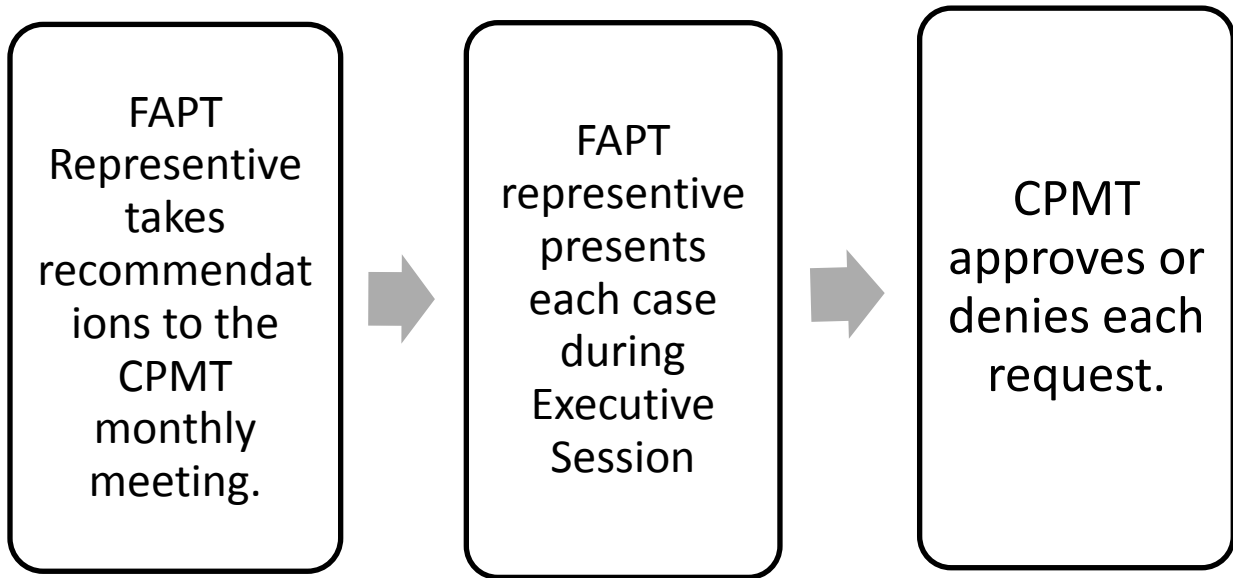 FAPT
Representive
takes
recommendat
ions to the
CPMT
monthly
meeting.
FAPT
representive
presents
each case
during
Executive
Session
CPMT
approves or
denies each
request.